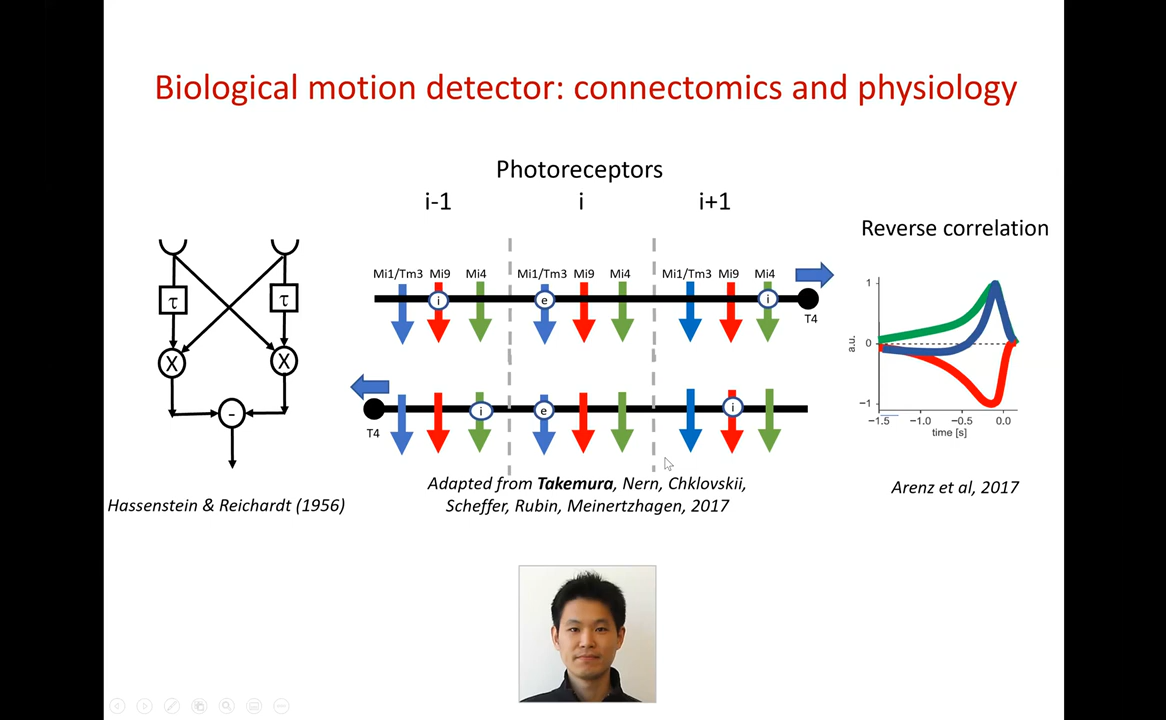 Biological motion detector: connectomics and physiology
Photoreceptors
i-1 i i+1
Reverse correlation
Mi1/Tm3 Mi9 Mi4 Mi1/Tm3 Mi9 Mi4 Mi1/Tm3 Mi9 Mi4
i e i
T4
τ τ
X X
-
i e i
T4
1
0
−1
a.u.
−1.5 −1.0 −0.5 0.0
time [s]
Hassenstein & Reichardt (1956)
Adapted from Takemura, Nern, Chklovskii,
Scheffer, Rubin, Meinertzhagen, 2017
Arenz et al, 2017